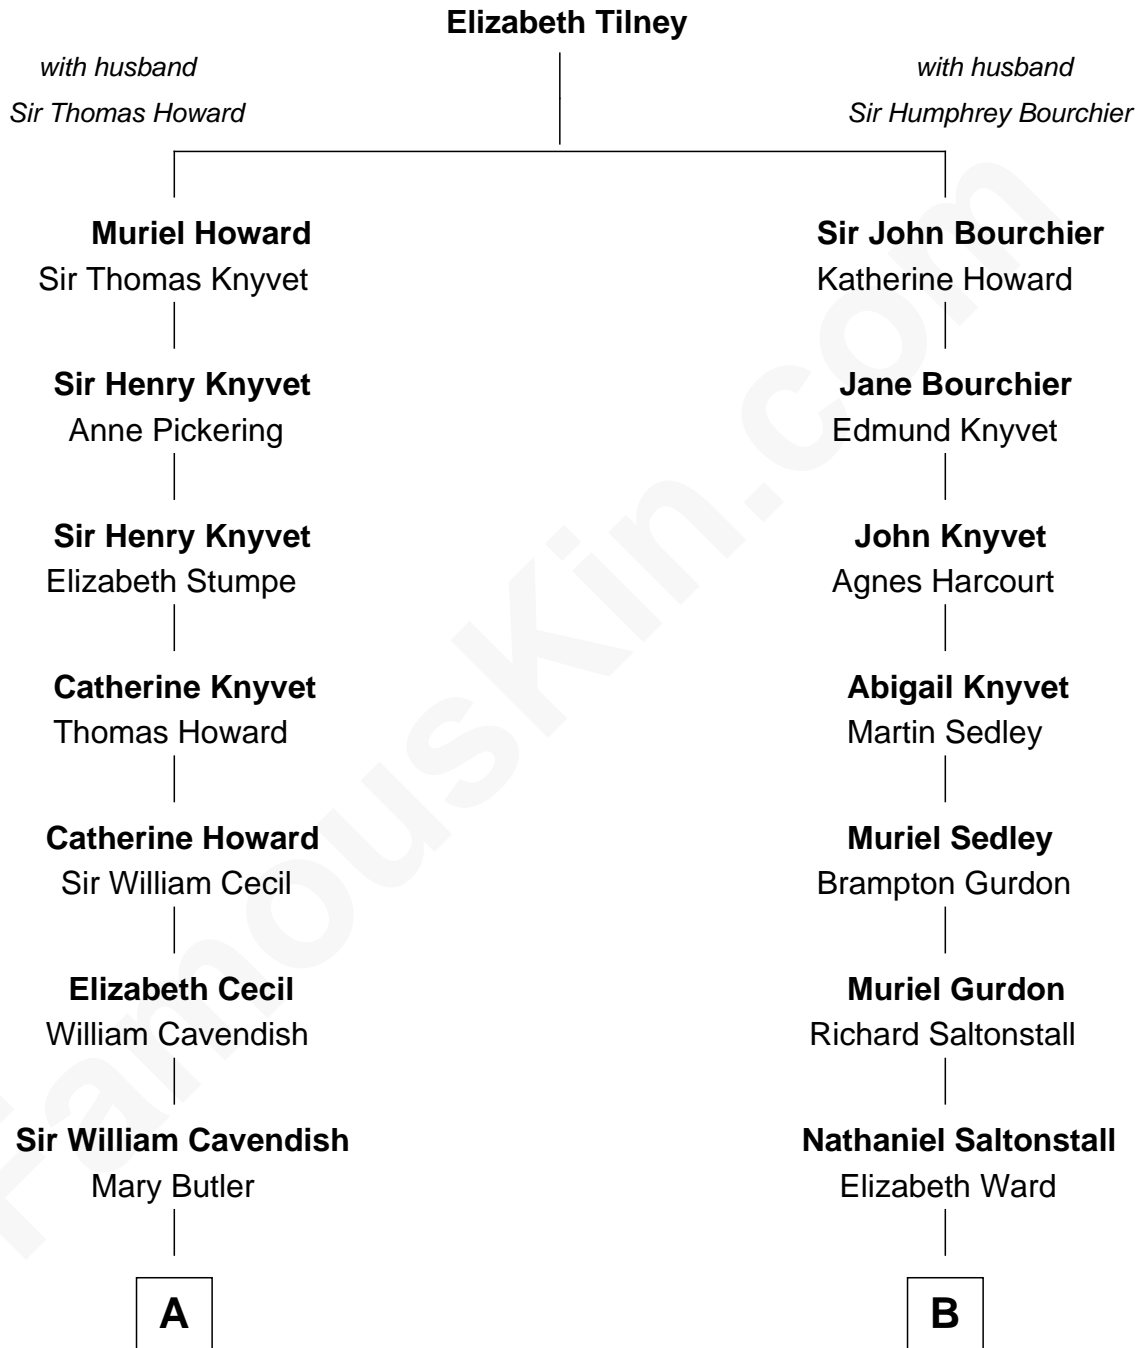 Elizabeth Tilney
with husband
Sir Thomas Howard
with husband
Sir Humphrey Bourchier
Muriel Howard
Sir Thomas Knyvet
Sir John Bourchier
Katherine Howard
Sir Henry Knyvet
Anne Pickering
Jane Bourchier
Edmund Knyvet
Sir Henry Knyvet
Elizabeth Stumpe
John Knyvet
Agnes Harcourt
Catherine Knyvet
Thomas Howard
Abigail Knyvet
Martin Sedley
Catherine Howard
Sir William Cecil
Muriel Sedley
Brampton Gurdon
Elizabeth Cecil
William Cavendish
Muriel Gurdon
Richard Saltonstall
Sir William Cavendish
Mary Butler
Nathaniel Saltonstall
Elizabeth Ward
A
B
FamousKin.com